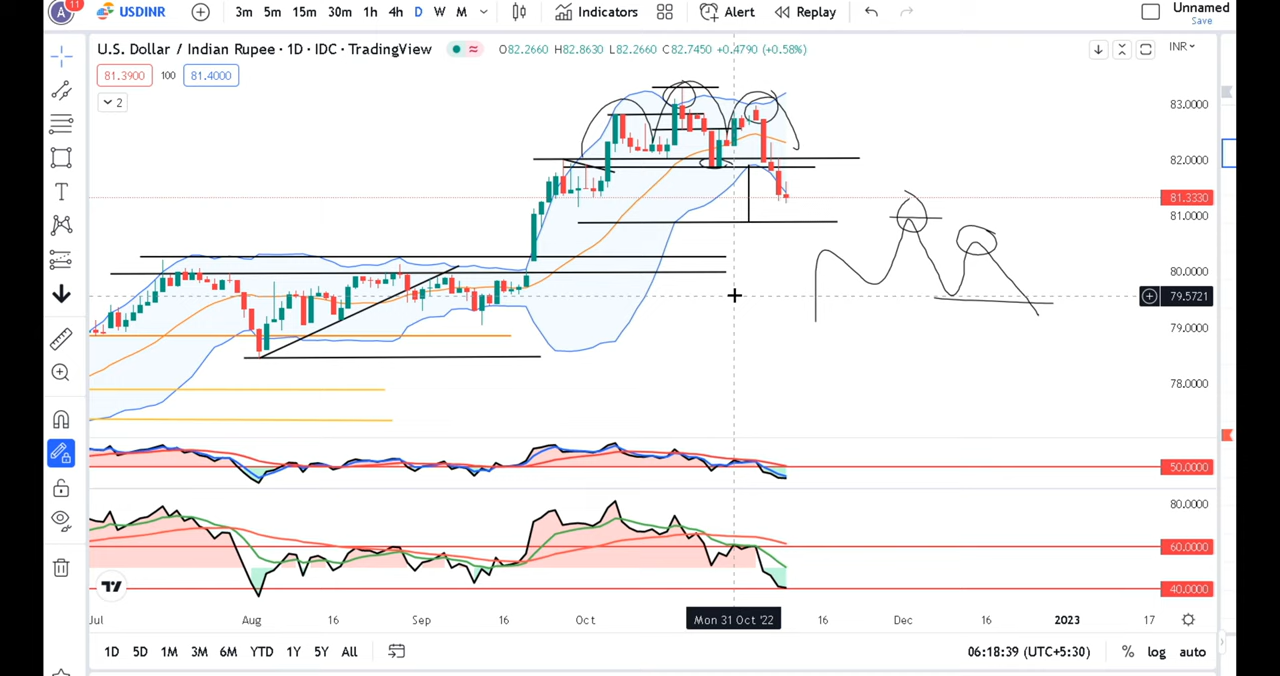 A 11 USDINR 3m 5m 15m 30m 1h 4h D W M Indicators Alert Replay Unnamed
Save
U.S. Dollar / Indian Rupee · 1D · IDC · TradingView O82.2660 H82.8630 L82.2660 C82.7450 +0.4790 (+0.58%) INR
81.3900 100 81.4000
2
83.0000
82.0000
81.3330
81.0000
80.0000
79.5721
79.0000
78.0000
50.0000
80.0000
60.0000
40.0000
Jul Aug 16 Sep 16 Oct Mon 31 Oct '22 16 Dec 16 2023 17
1D 5D 1M 3M 6M YTD 1Y 5Y All 06:18:39 (UTC+5:30) % log auto